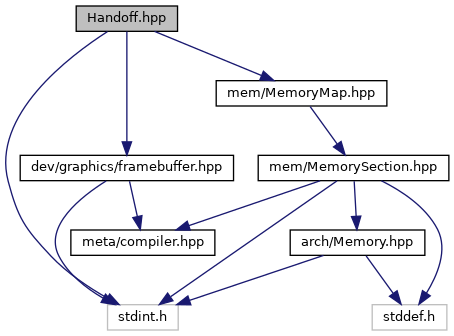 Handoff.hpp
mem/MemoryMap.hpp
dev/graphics/framebuffer.hpp
mem/MemorySection.hpp
meta/compiler.hpp
arch/Memory.hpp
stdint.h
stddef.h